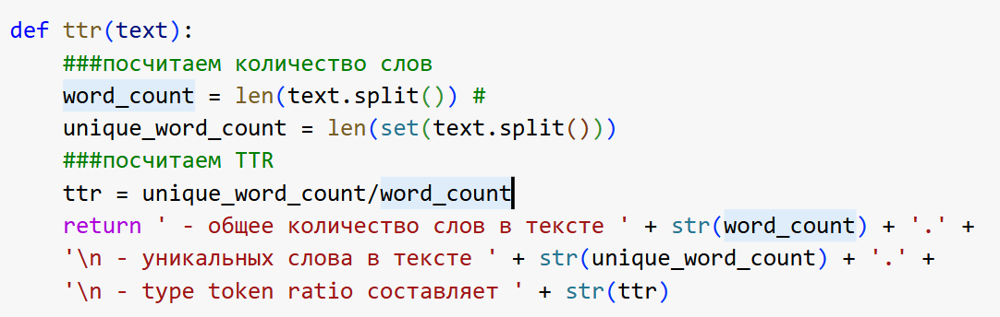 def ttr(text):
    ###посчитаем количество слов
    word_count = len(text.split()) #
    unique_word_count = len(set(text.split()))
    ###посчитаем TTR
    ttr = unique_word_count/word_count
    return ' - общее количество слов в тексте ' + str(word_count) + '.' +
    '\n - уникальных слова в тексте  ' + str(unique_word_count) + '.' +
    '\n - type token ratio составляет ' + str(ttr)